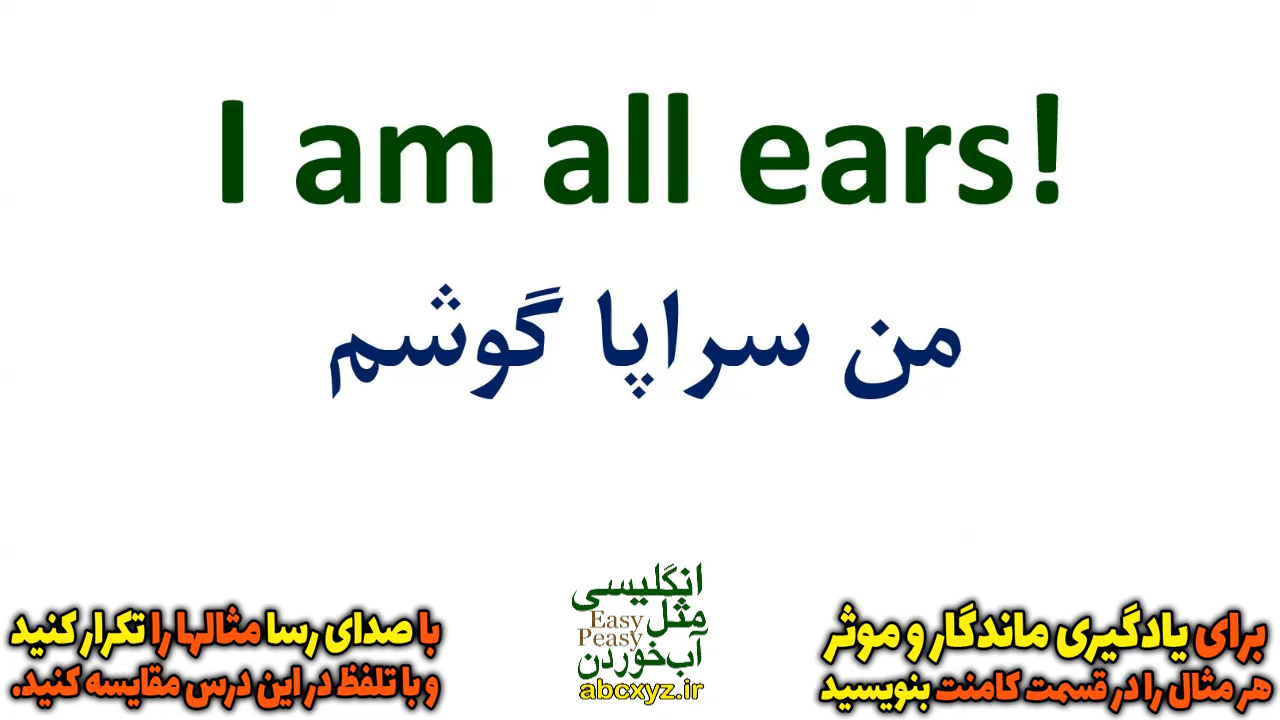 I am all ears!
من سراپا گوشم
برای یادگیری ماندگار و موثر
هر مثال را در قسمت کامنت بنویسید
انگلیسی
مثل
Easy
Peasy
آب‌خوردن
abcxyz.ir
با صدای رسا مثالها را تکرار کنید
و با تلفظ در این درس مقایسه کنید.